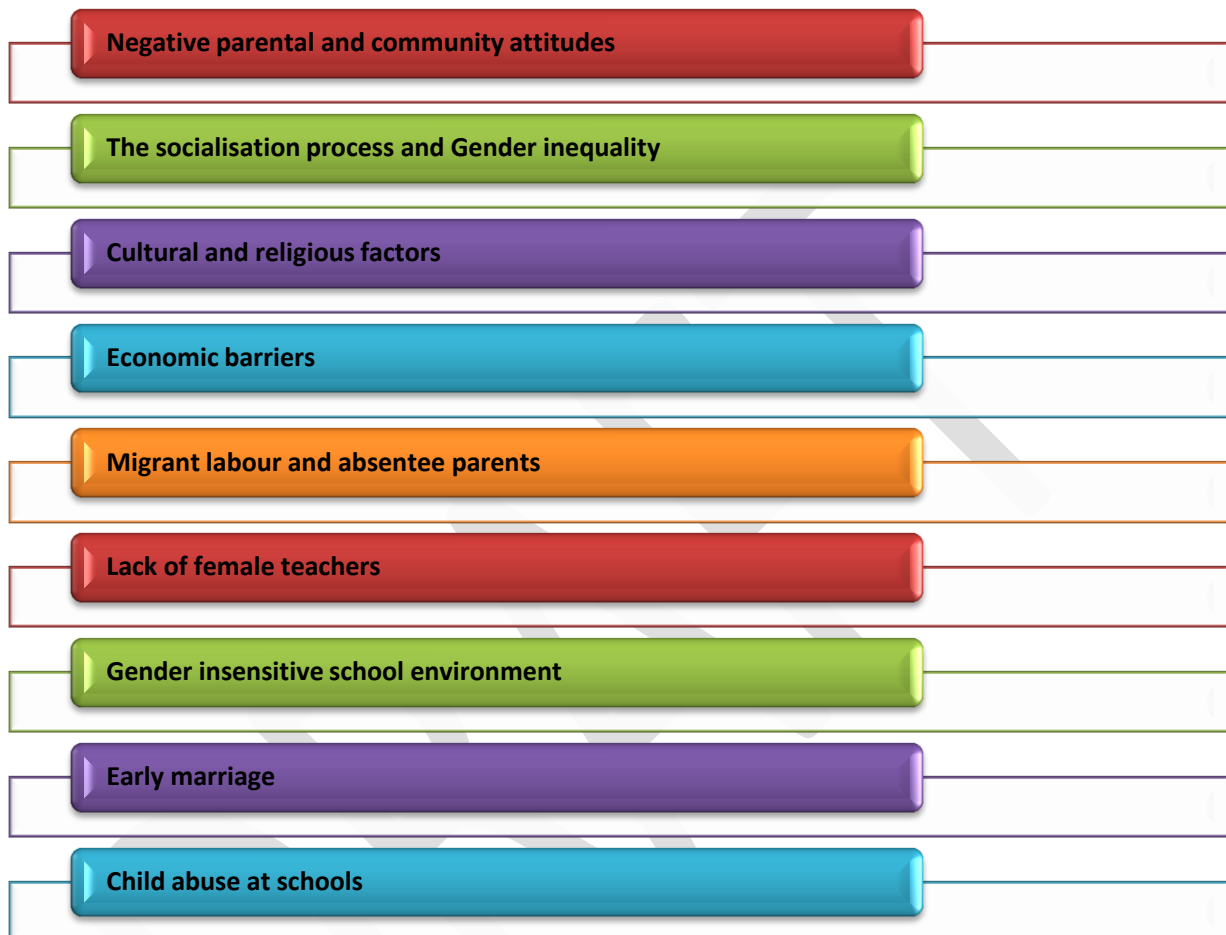 Negative parental and community attitudes
The socialisation process and Gender inequality
Cultural and religious factors
Economic barriers
Migrant labour and absentee parents
Lack of female teachers
Gender insensitive school environment
Early marriage
Child abuse at schools